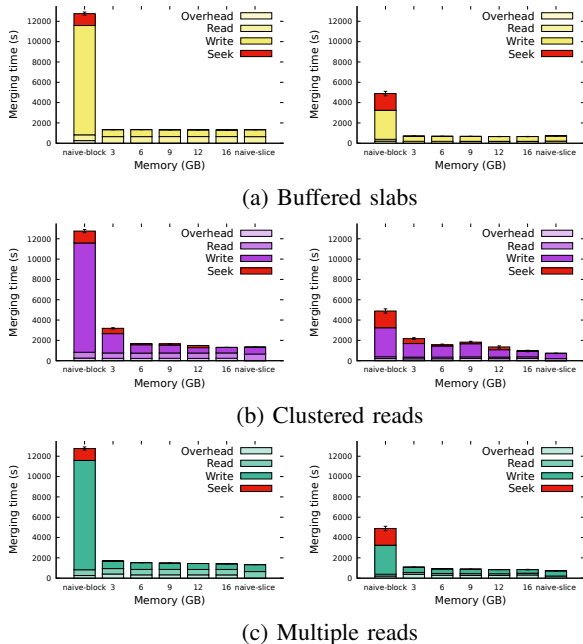 12000
10000
8000
6000
4000
2000
0
Merging time (s)
Overhead
Read
Write
Seek
naive-block 3 6 9 12 16 naive-slice
Memory (GB)
12000
10000
8000
6000
4000
2000
0
Merging time (s)
Overhead
Read
Write
Seek
naive-block 3 6 9 12 16 naive-slice
Memory (GB)
(a) Buffered slabs
12000
10000
8000
6000
4000
2000
0
Merging time (s)
Overhead
Read
Write
Seek
naive-block 3 6 9 12 16 naive-slice
Memory (GB)
12000
10000
8000
6000
4000
2000
0
Merging time (s)
Overhead
Read
Write
Seek
naive-block 3 6 9 12 16 naive-slice
Memory (GB)
(b) Clustered reads
12000
10000
8000
6000
4000
2000
0
Merging time (s)
Overhead
Read
Write
Seek
naive-block 3 6 9 12 16 naive-slice
Memory (GB)
12000
10000
8000
6000
4000
2000
0
Merging time (s)
Overhead
Read
Write
Seek
naive-block 3 6 9 12 16 naive-slice
Memory (GB)
(c) Multiple reads